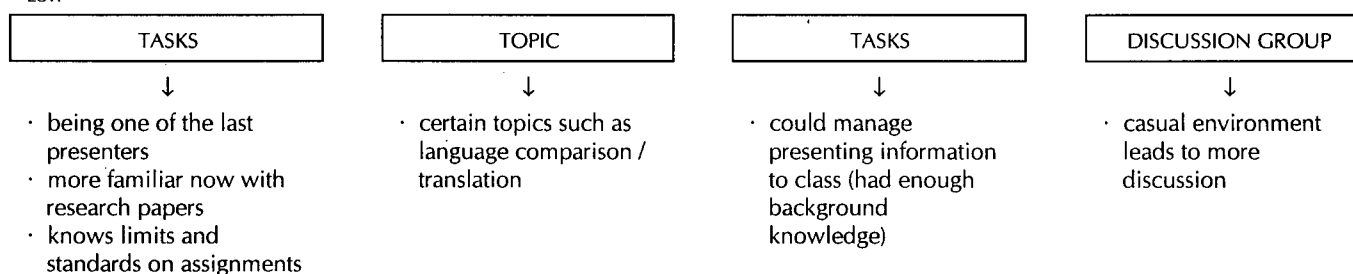 LOW
TASKS
↓
· being one of the last
presenters
· more familiar now with
research papers
· knows limits and
standards on assignments
TOPIC
↓
· certain topics such as
language comparison /
translation
TASKS
↓
· could manage
presenting information
to class (had enough
background
knowledge)
DISCUSSION GROUP
↓
· casual environment
leads to more
discussion